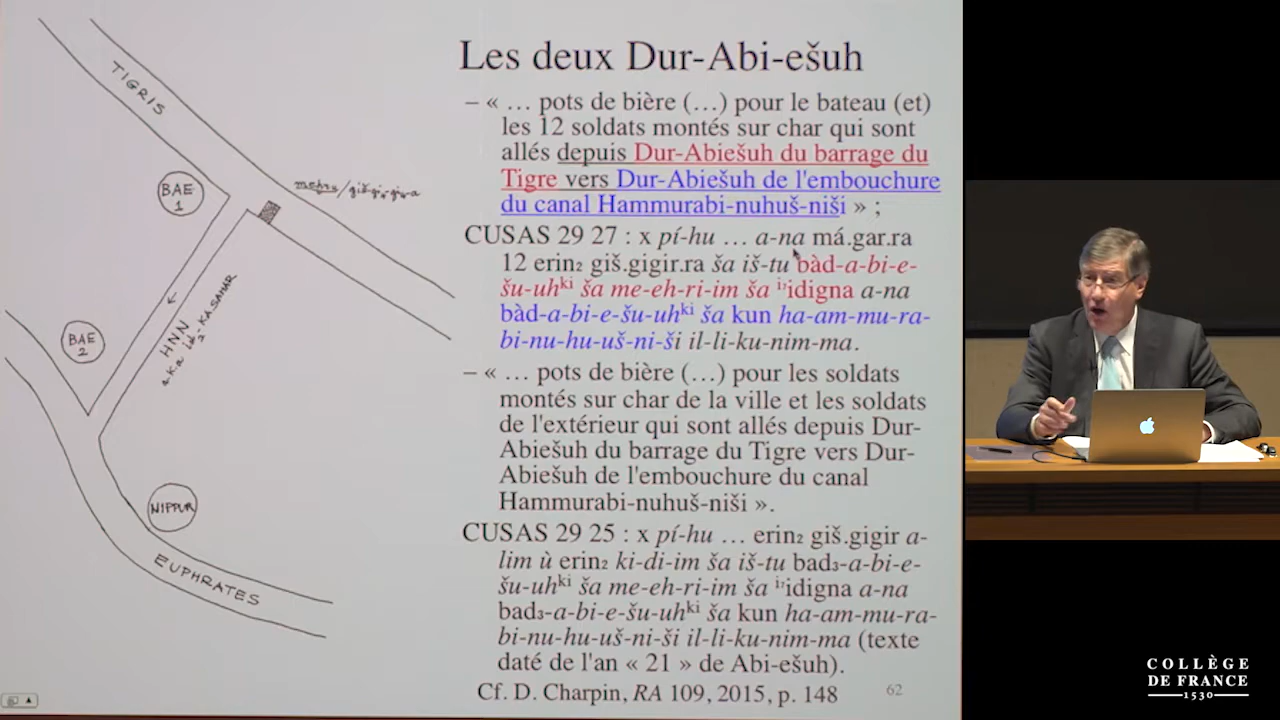 Les deux Dur-Abi-ešuh
– « … pots de bière (…) pour le bateau (et)
les 12 soldats montés sur char qui sont
allés depuis Dur-Abiešuh du barrage du
Tigre vers Dur-Abiešuh de l'embouchure
du canal Hammurabi-nuhuš-niši » ;
CUSAS 29 27 : x pí-hu … a-na má.gar.ra
12 erin₂ giš.gigir.ra ša iš-tu bàd-a-bi-e-
šu-uhᵏⁱ ša me-eh-ri-im ša ⁱ⁷idigna a-na
bàd-a-bi-e-šu-uhᵏⁱ ša kun ha-am-mu-ra-
bi-nu-hu-uš-ni-ši il-li-ku-nim-ma.
– « … pots de bière (…) pour les soldats
montés sur char de la ville et les soldats
de l'extérieur qui sont allés depuis Dur-
Abiešuh du barrage du Tigre vers Dur-
Abiešuh de l'embouchure du canal
Hammurabi-nuhuš-niši ».
CUSAS 29 25 : x pí-hu … erin₂ giš.gigir a-
lim ù erin₂ ki-di-im ša iš-tu bad₃-a-bi-e-
šu-uhᵏⁱ ša me-eh-ri-im ša ⁱ⁷idigna a-na
bad₃-a-bi-e-šu-uhᵏⁱ ša kun ha-am-mu-ra-
bi-nu-hu-uš-ni-ši il-li-ku-nim-ma (texte
daté de l'an « 21 » de Abi-ešuh).
Cf. D. Charpin, RA 109, 2015, p. 148
62
TIGRIS
BAE
1
BAE
2
HNN
NIPPUR
EUPHRATES
COLLÈGE
DE FRANCE
1530